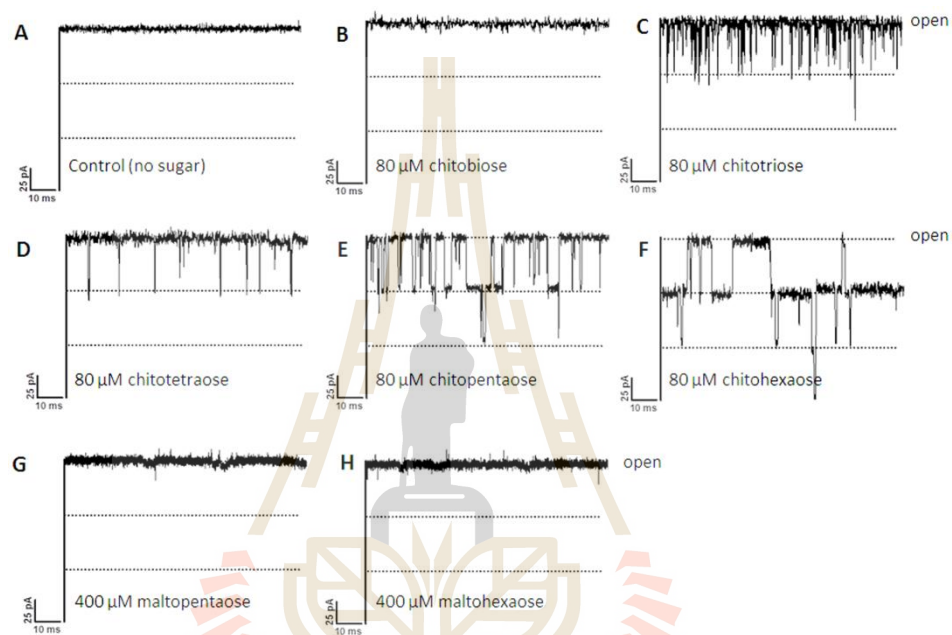 A
B
C
open
Control (no sugar)
80 µM chitobiose
80 µM chitotriose
25 pA
10 ms
25 pA
10 ms
25 pA
10 ms
D
E
F
open
80 µM chitotetraose
80 µM chitopentaose
80 µM chitohexaose
25 pA
10 ms
25 pA
10 ms
25 pA
10 ms
G
H
open
400 µM maltopentaose
400 µM maltohexaose
25 pA
10 ms
25 pA
10 ms